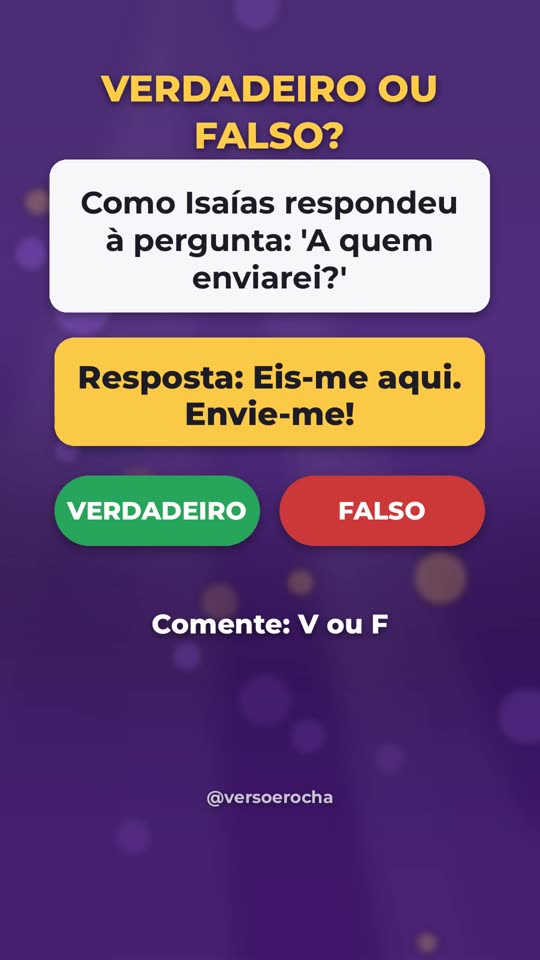 VERDADEIRO OU
FALSO?
Como Isaías respondeu
à pergunta: 'A quem
enviarei?'
Resposta: Eis-me aqui.
Envie-me!
VERDADEIRO
FALSO
Comente: V ou F
@versoerocha